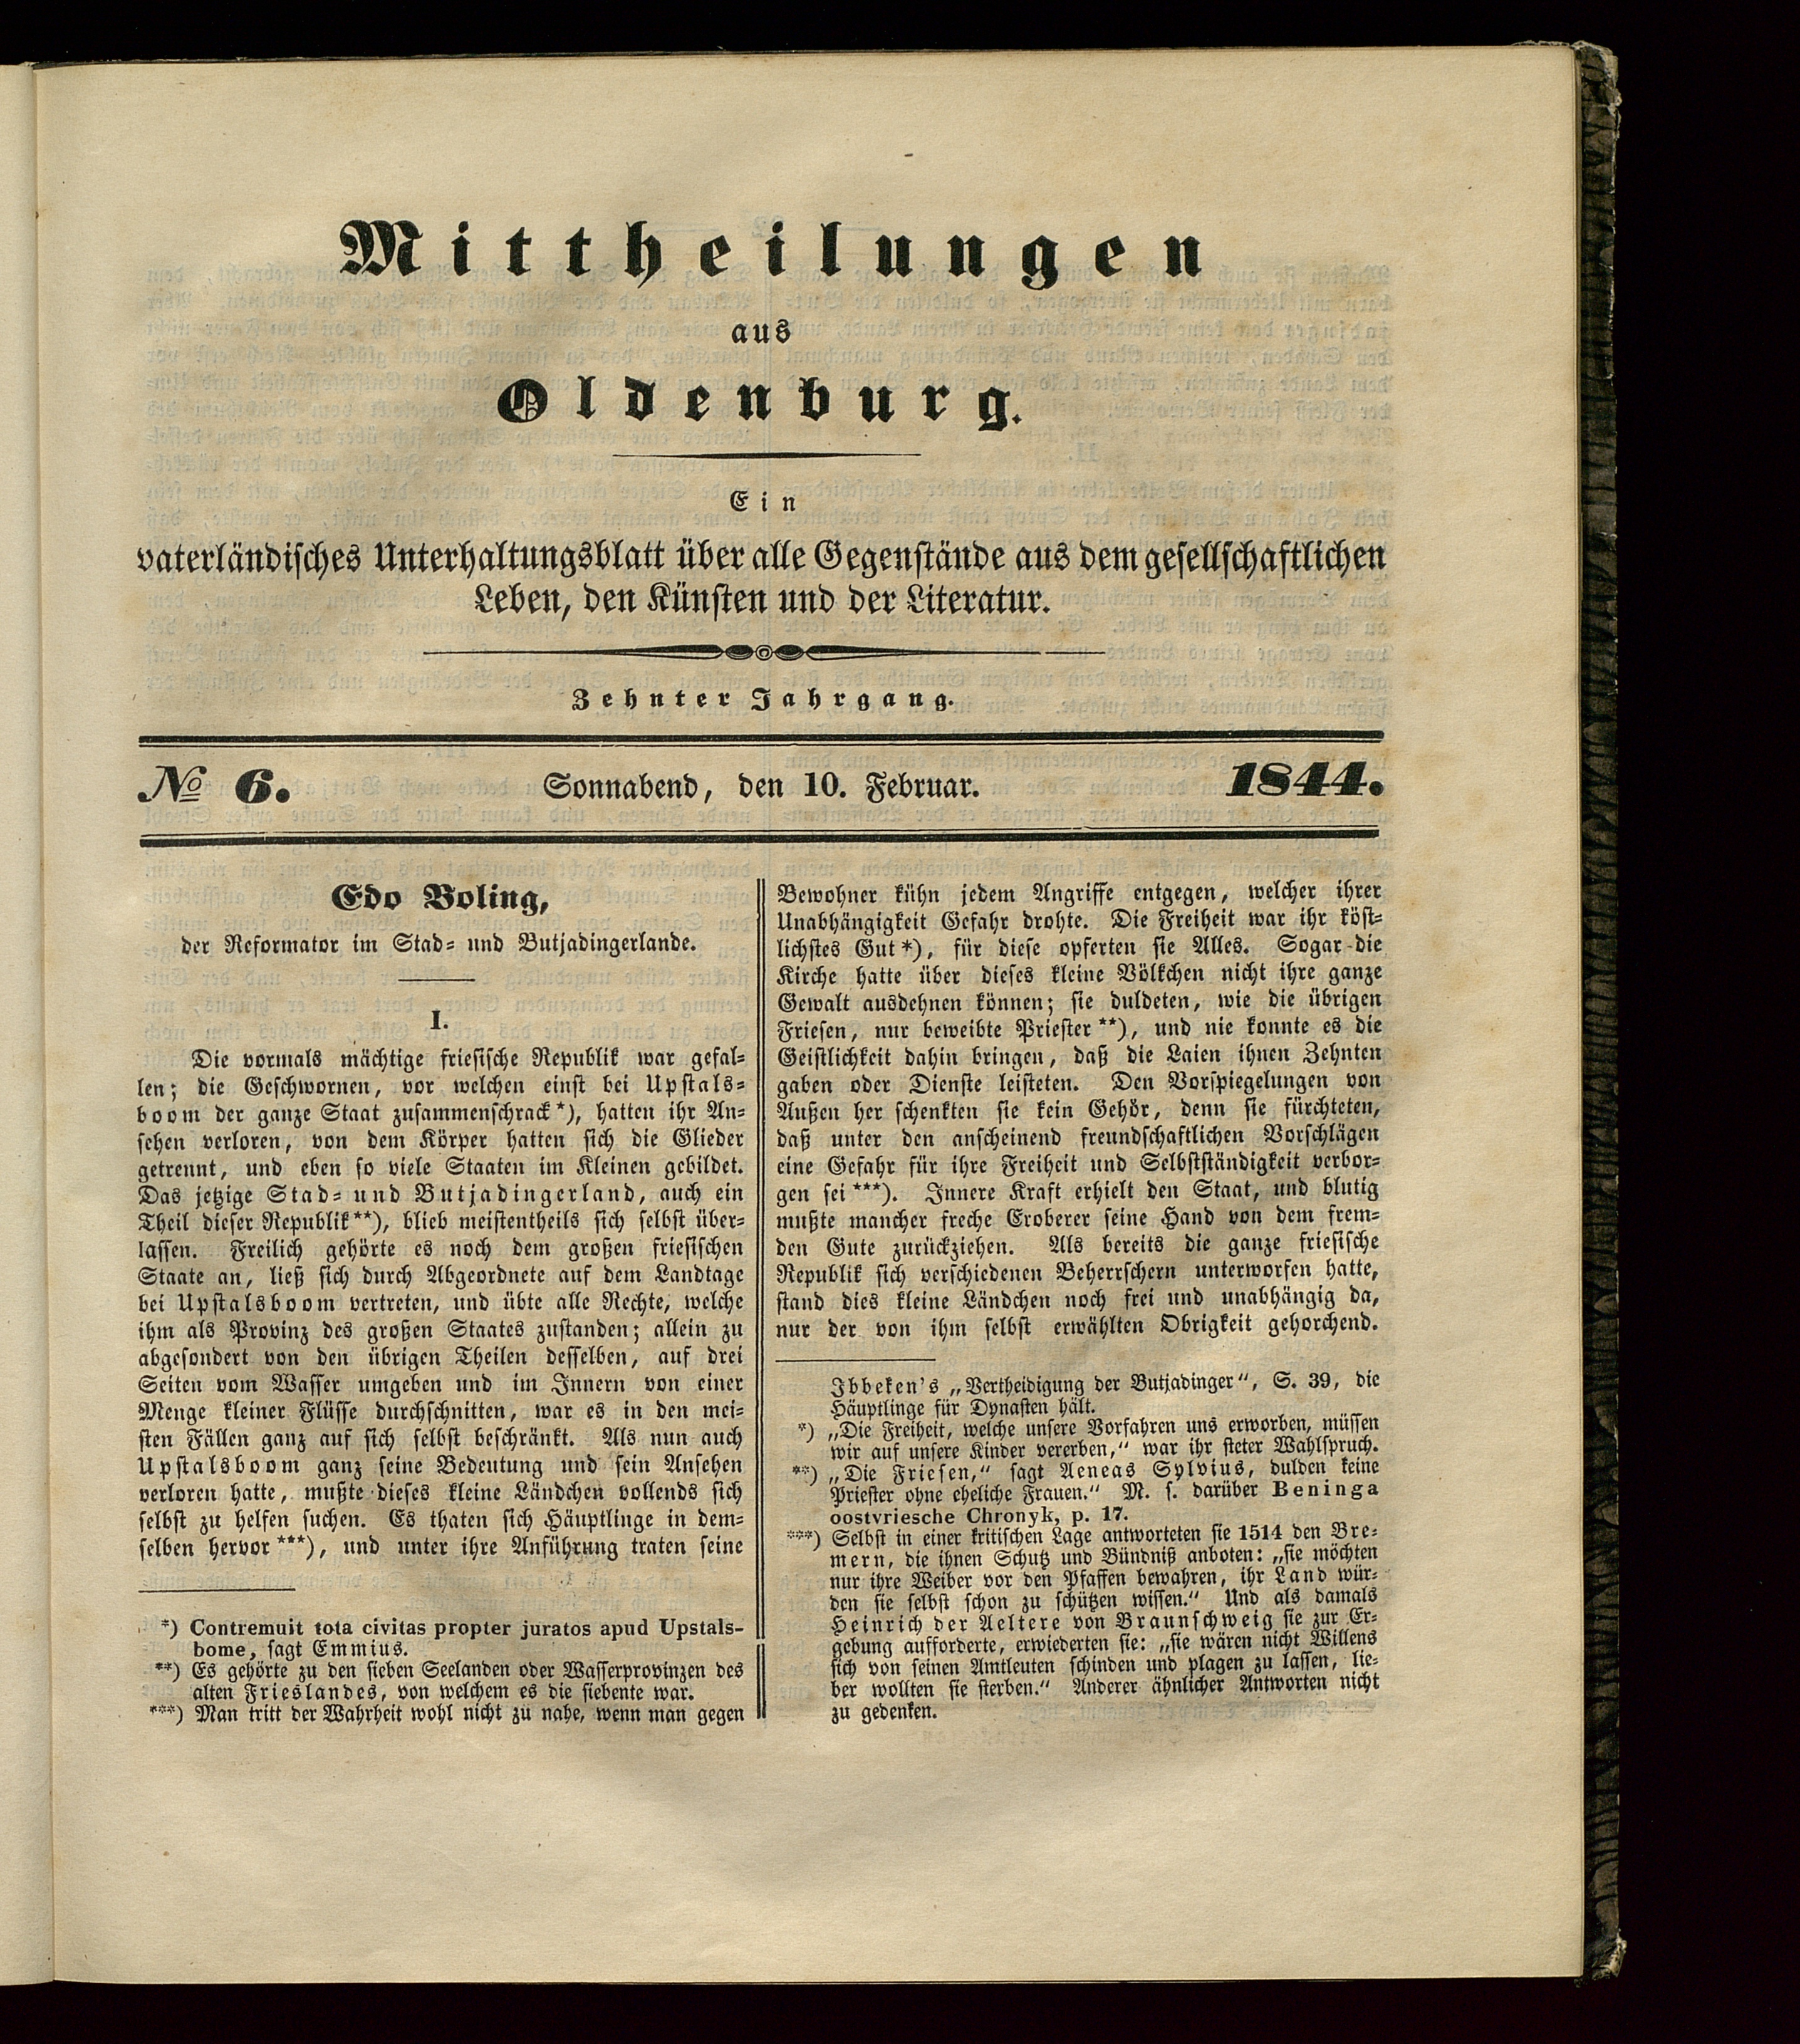 Mittheilungen
aus
Oldenburg.
Ein
vaterländisches Unterhaltungsblatt über alle Gegenstände aus dem gesellschaftlichen
Leben, den Künsten und der Literatur.
Zehnter Jahrgang.
No 6.
Sonnabend, den 10. Februar.
1844.
Edo Boling,
der Reformator im Stad- und Butjadingerlande.
I.
Die vormals mächtige friesische Republik war gefal-
len; die Geschwornen, vor welchen einst bei Upstals-
boom der ganze Staat zusammenschrack*), hatten ihr An-
sehen verloren, von dem Körper hatten sich die Glieder
getrennt, und eben so viele Staaten im Kleinen gebildet.
Das jetzige Stad- und Butjadingerland, auch ein
Theil dieser Republik**), blieb meistentheils sich selbst über-
lassen. Freilich gehörte es noch dem großen friesischen
Staate an, ließ sich durch Abgeordnete auf dem Landtage
bei Upstalsboom vertreten, und übte alle Rechte, welche
ihm als Provinz des großen Staates zustanden; allein zu
abgesondert von den übrigen Theilen desselben, auf drei
Seiten vom Wasser umgeben und im Innern von einer
Menge kleiner Flüsse durchschnitten, war es in den mei-
sten Fällen ganz auf sich selbst beschränkt. Als nun auch
Upstalsboom ganz seine Bedeutung und sein Ansehen
verloren hatte, mußte dieses kleine Ländchen vollends sich
selbst zu helfen suchen. Es thaten sich Häuptlinge in dem-
selben hervor***), und unter ihre Anführung traten seine
*) Contremuit tota civitas propter juratos apud Upstals-
bome, sagt Emmius.
**) Es gehörte zu den sieben Seelanden oder Wasserprovinzen des
alten Frieslandes, von welchem es die siebente war.
***) Man tritt der Wahrheit wohl nicht zu nahe, wenn man gegen
Bewohner kühn jedem Angriffe entgegen, welcher ihrer
Unabhängigkeit Gefahr drohte. Die Freiheit war ihr köst-
lichstes Gut*), für diese opferten sie Alles. Sogar die
Kirche hatte über dieses kleine Völkchen nicht ihre ganze
Gewalt ausdehnen können; sie duldeten, wie die übrigen
Friesen, nur beweibte Priester**), und nie konnte es die
Geistlichkeit dahin bringen, daß die Laien ihnen Zehnten
gaben oder Dienste leisteten. Den Vorspiegelungen von
Außen her schenkten sie kein Gehör, denn sie fürchteten,
daß unter den anscheinend freundschaftlichen Vorschlägen
eine Gefahr für ihre Freiheit und Selbstständigkeit verbor-
gen sei***). Innere Kraft erhielt den Staat, und blutig
mußte mancher freche Eroberer seine Hand von dem frem-
den Gute zurückziehen. Als bereits die ganze friesische
Republik sich verschiedenen Beherrschern unterworfen hatte,
stand dies kleine Ländchen noch frei und unabhängig da,
nur der von ihm selbst erwählten Obrigkeit gehorchend.
Ibbeken's „Vertheidigung der Butjadinger", S. 39, die
Häuptlinge für Dynasten hält.
*) „Die Freiheit, welche unsere Vorfahren uns erworben, müssen
wir auf unsere Kinder vererben," war ihr steter Wahlspruch.
**) „Die Friesen," sagt Aeneas Sylvius, dulden keine
Priester ohne eheliche Frauen." M. s. darüber Beninga
oostvriesche Chronyk, p. 17.
***) Selbst in einer kritischen Lage antworteten sie 1514 den Bre-
mern, die ihnen Schutz und Bündniß anboten: „sie möchten
nur ihre Weiber vor den Pfaffen bewahren, ihr Land wür-
den sie selbst schon zu schützen wissen." Und als damals
Heinrich der Aeltere von Braunschweig sie zur Er-
gebung aufforderte, erwiederten sie: „sie wären nicht Willens
sich von seinen Amtleuten schinden und plagen zu lassen, lie-
ber wollten sie sterben." Anderer ähnlicher Antworten nicht
zu gedenken.